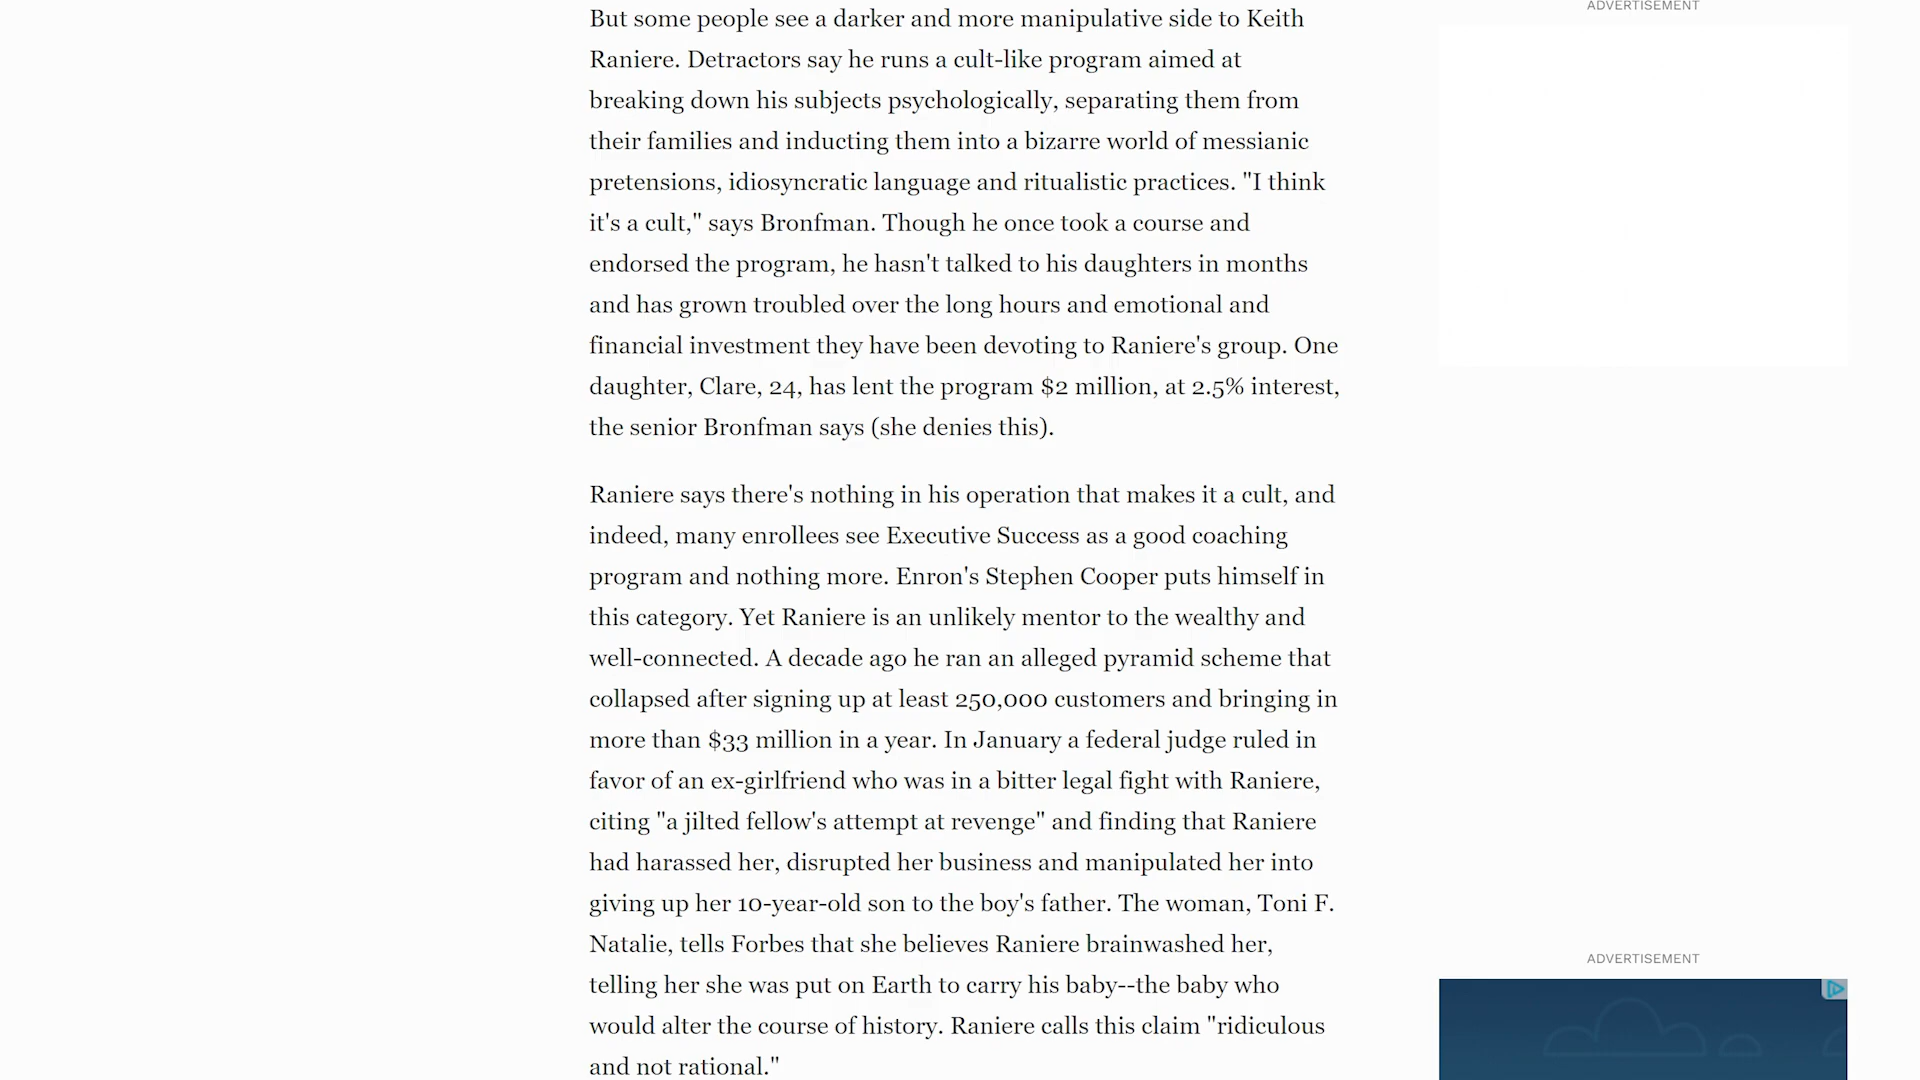 ADVERTISEMENT
But some people see a darker and more manipulative side to Keith
Raniere. Detractors say he runs a cult-like program aimed at
breaking down his subjects psychologically, separating them from
their families and inducting them into a bizarre world of messianic
pretensions, idiosyncratic language and ritualistic practices. "I think
it's a cult," says Bronfman. Though he once took a course and
endorsed the program, he hasn't talked to his daughters in months
and has grown troubled over the long hours and emotional and
financial investment they have been devoting to Raniere's group. One
daughter, Clare, 24, has lent the program $2 million, at 2.5% interest,
the senior Bronfman says (she denies this).
Raniere says there's nothing in his operation that makes it a cult, and
indeed, many enrollees see Executive Success as a good coaching
program and nothing more. Enron's Stephen Cooper puts himself in
this category. Yet Raniere is an unlikely mentor to the wealthy and
well-connected. A decade ago he ran an alleged pyramid scheme that
collapsed after signing up at least 250,000 customers and bringing in
more than $33 million in a year. In January a federal judge ruled in
favor of an ex-girlfriend who was in a bitter legal fight with Raniere,
citing "a jilted fellow's attempt at revenge" and finding that Raniere
had harassed her, disrupted her business and manipulated her into
giving up her 10-year-old son to the boy's father. The woman, Toni F.
Natalie, tells Forbes that she believes Raniere brainwashed her,
telling her she was put on Earth to carry his baby--the baby who
would alter the course of history. Raniere calls this claim "ridiculous
and not rational."
ADVERTISEMENT